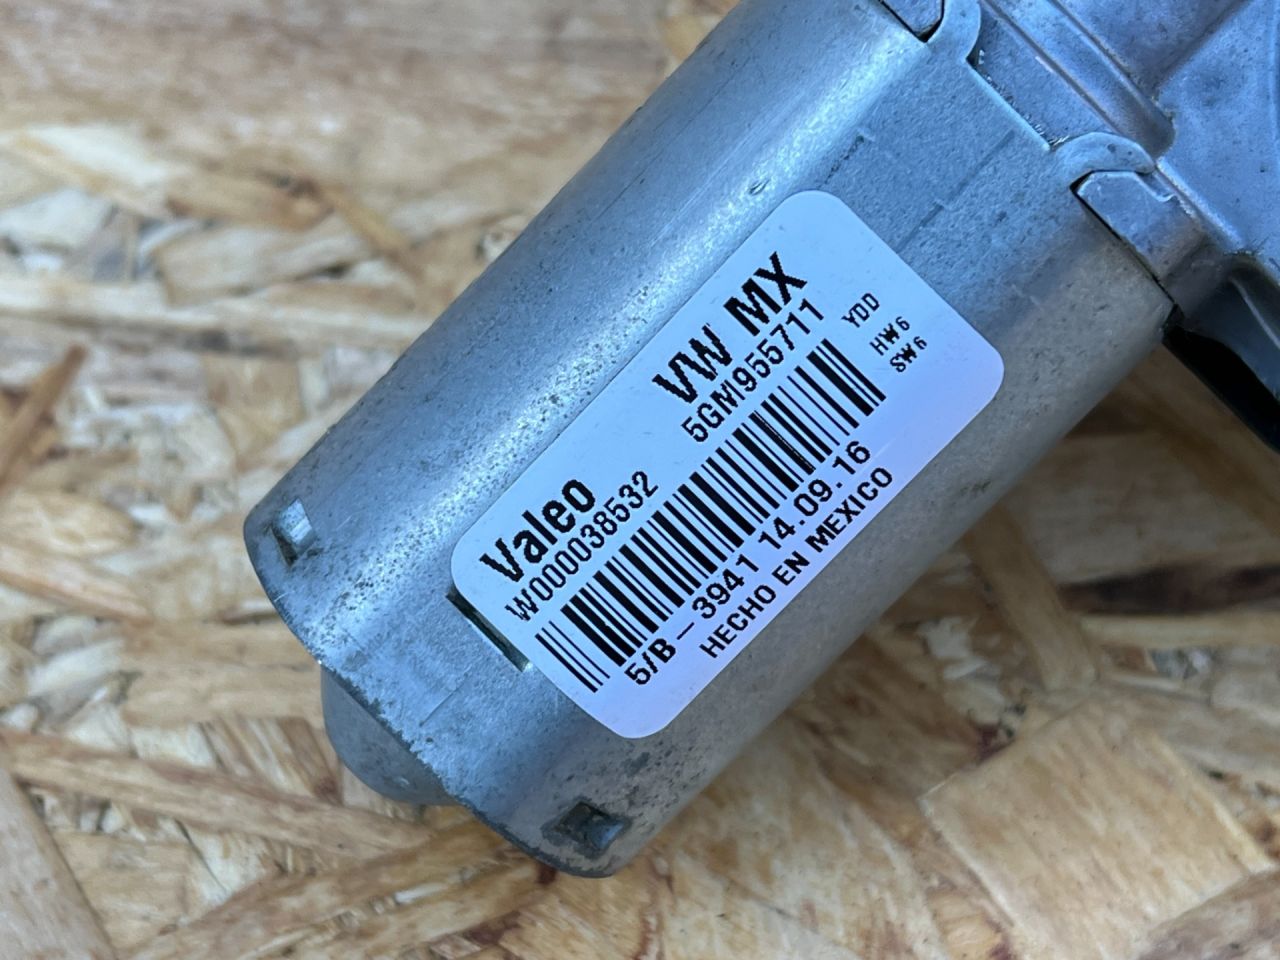 Valeo VW MX
W000038532 5GM955711
YDD
HW6
SW6
5/B - 3941 14.09.16
HECHO EN MEXICO